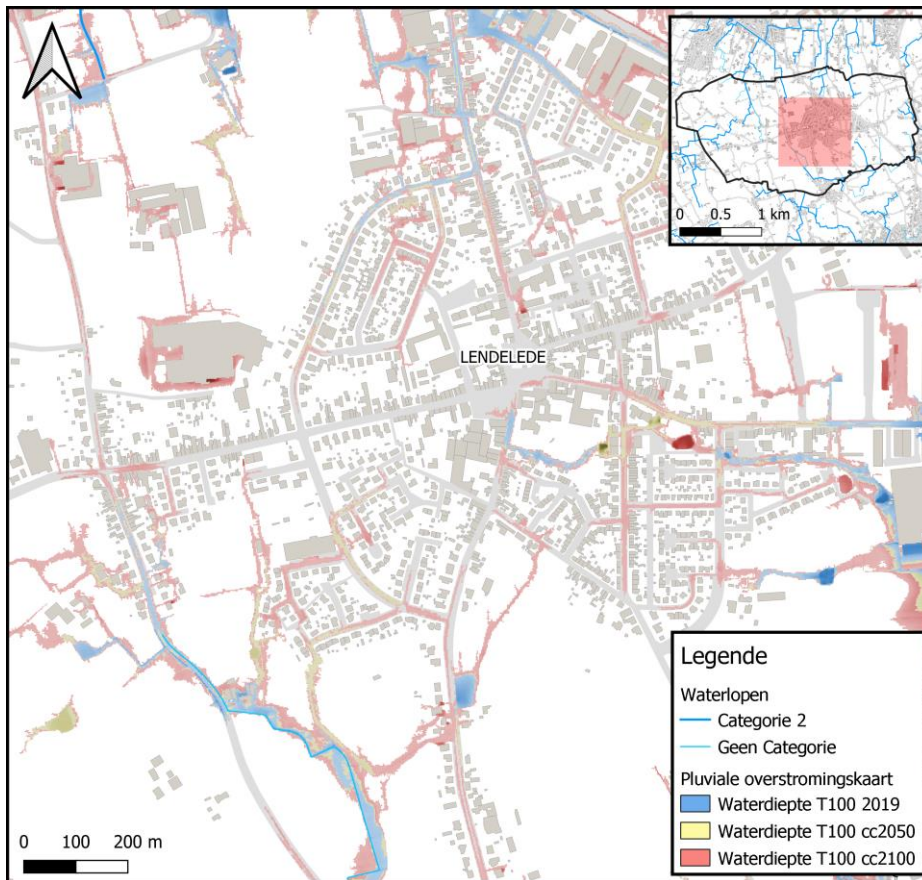 0 0.5 1 km
LENDELEDE
Legende
Waterlopen
Categorie 2
Geen Categorie
Pluviale overstromingskaart
Waterdiepte T100 2019
Waterdiepte T100 cc2050
Waterdiepte T100 cc2100
0 100 200 m